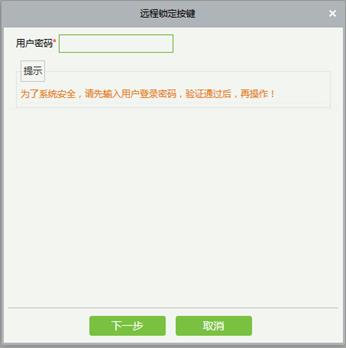 远程锁定按键
用户密码*
提示
为了系统安全，请先输入用户登录密码，验证通过后，再操作！
下一步 取消